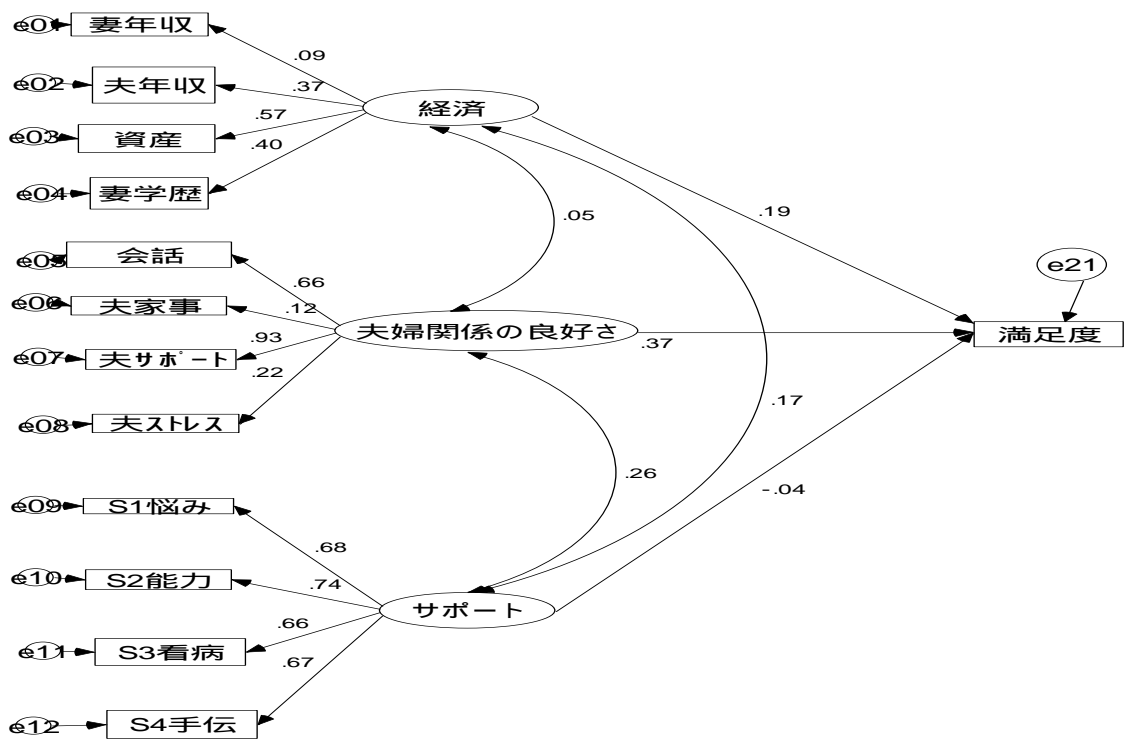 e01
妻年収
.09
e02
夫年収
.37
経済
e03
資産
.57
e04
妻学歴
.40
.05
.19
e05
会話
.66
e21
e06
夫家事
.12
夫婦関係の良好さ
満足度
e07
夫ｻﾎﾟｰﾄ
.93
.37
e08
夫ｽﾄﾚｽ
.22
.17
.26
-.04
e09
S1悩み
.68
e10
S2能力
.74
サポート
e11
S3看病
.66
e12
S4手伝
.67